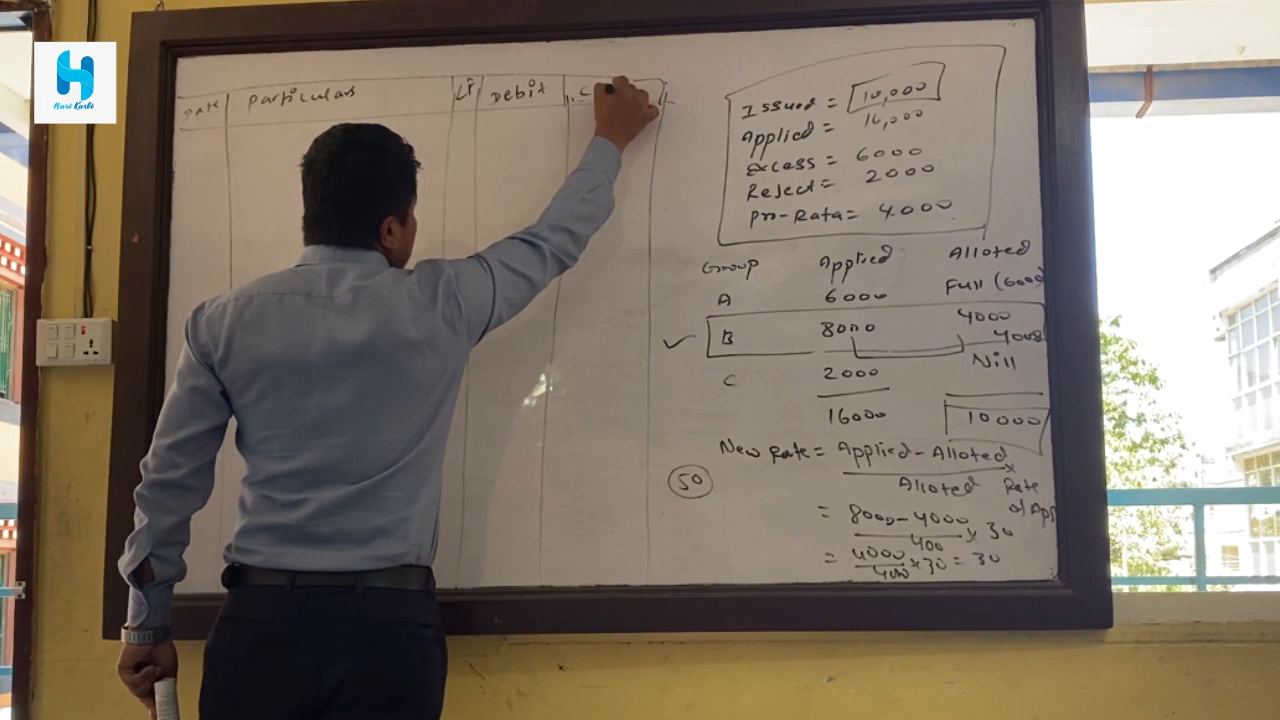 Hari Karki
Date Particulars LF Debit C
Issued = 10,000
Applied = 16,000
Excess = 6000
Reject = 2000
Pro-Rata = 4000
Group Applied Alloted
A 6000 Full (6000)
B 8000 4000
4000
C 2000 Nill
16000 10000
New Rate = Applied - Alloted
Alloted × Rate of App
50
= 8000 - 4000 × 30
400
= 4000 × 30 = 30
4000